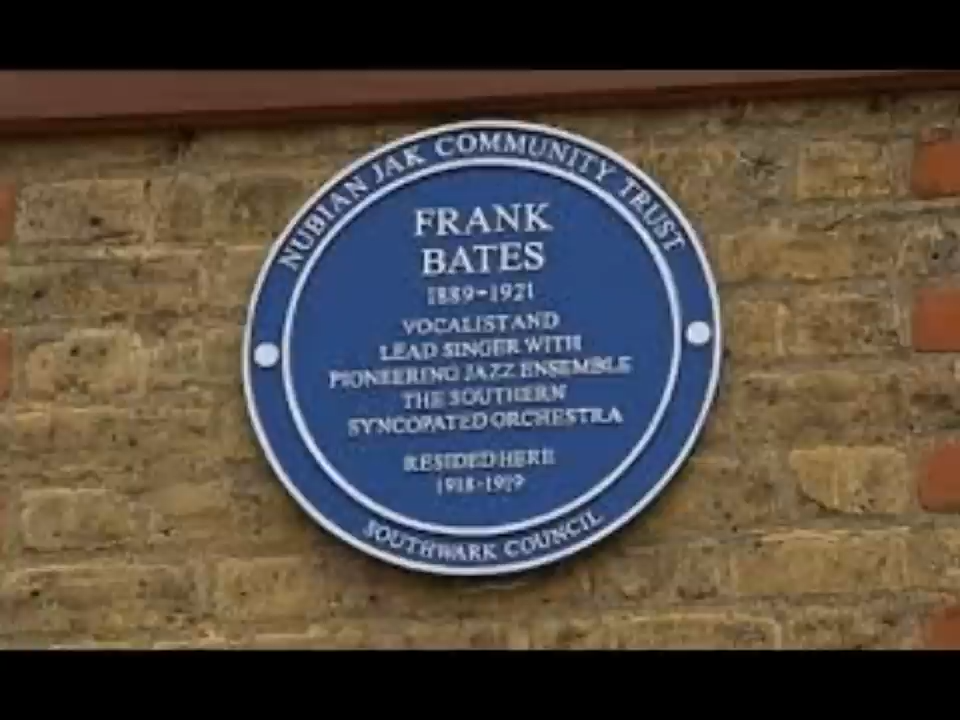 NUBIAN JAK COMMUNITY TRUST
FRANK
BATES
1889-1921
VOCALIST AND
LEAD SINGER WITH
PIONEERING JAZZ ENSEMBLE
THE SOUTHERN
SYNCOPATED ORCHESTRA
RESIDED HERE
1918-1919
SOUTHWARK COUNCIL